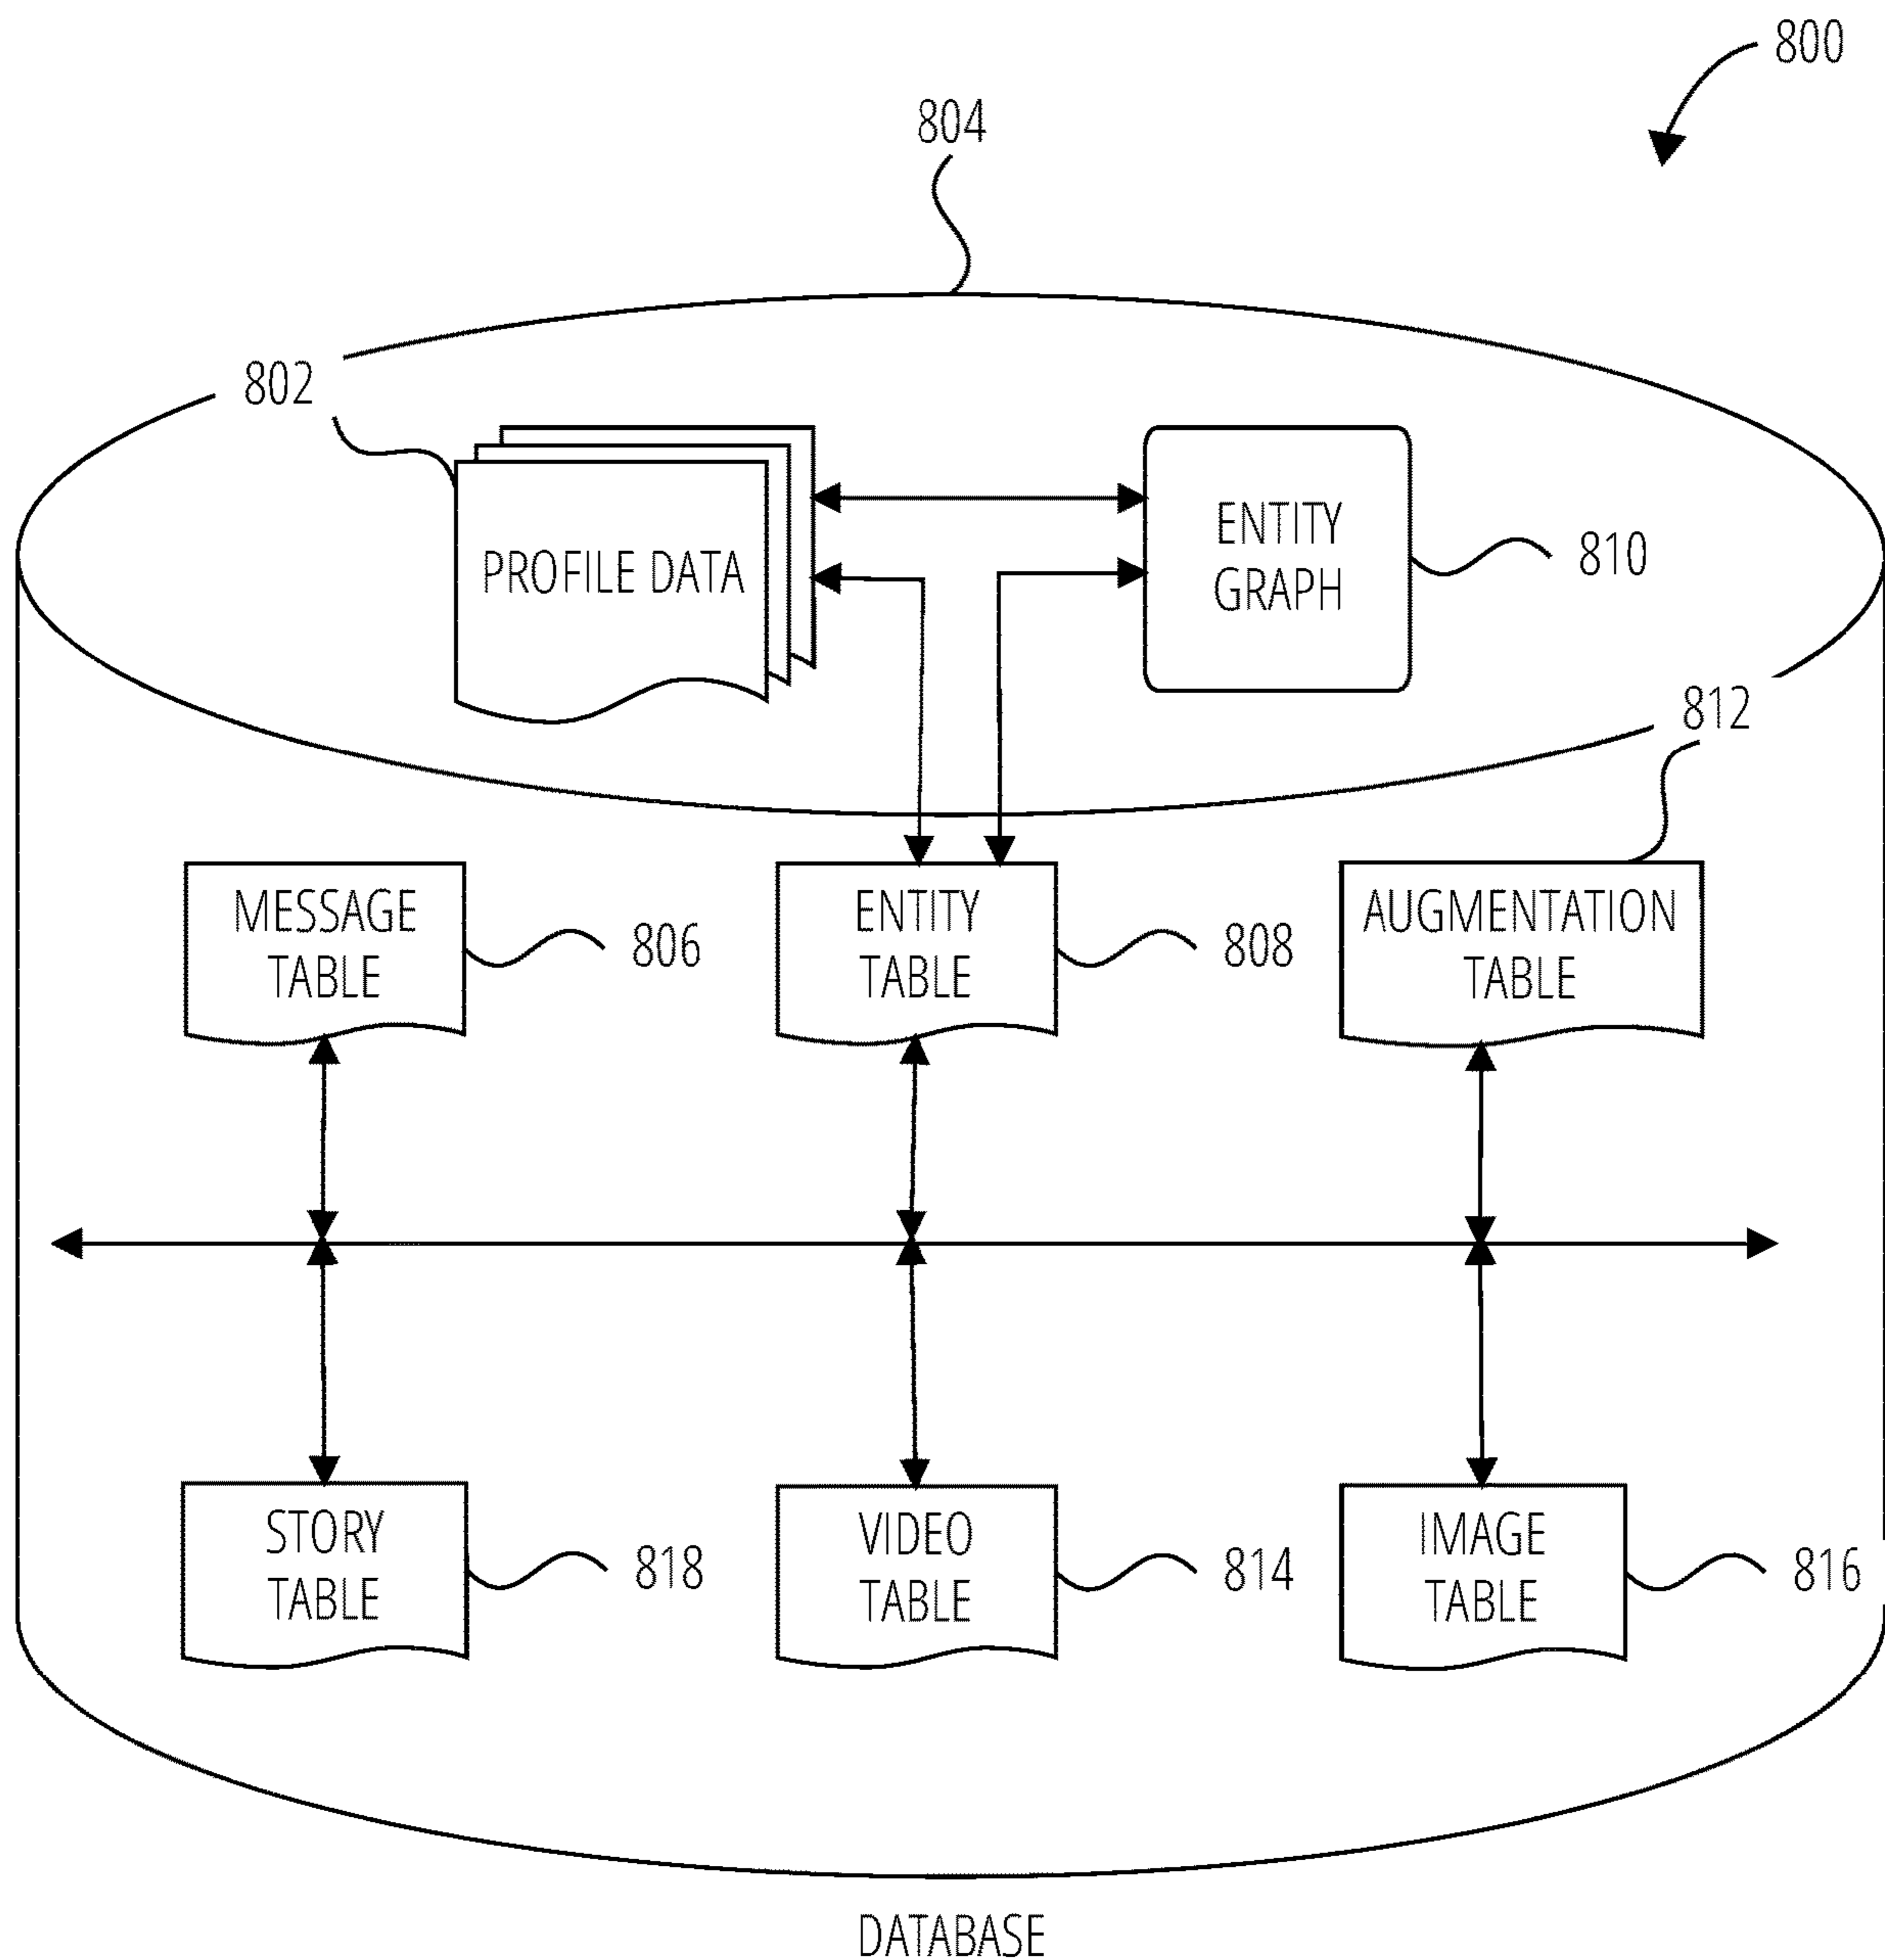 800
804
802
PROFILE DATA
ENTITY
GRAPH
810
812
MESSAGE
TABLE
806
ENTITY
TABLE
808
AUGMENTATION
TABLE
STORY
TABLE
818
VIDEO
TABLE
814
IMAGE
TABLE
816
DATABASE